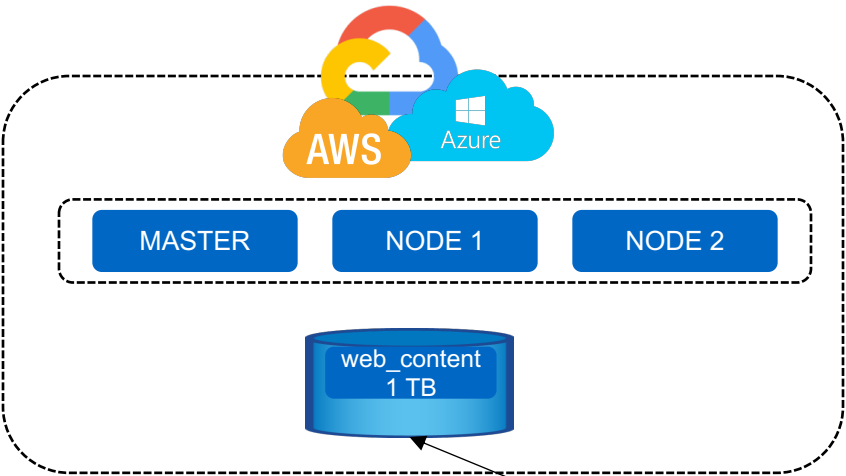 AWS
Azure
MASTER
NODE 1
NODE 2
web_content
1 TB